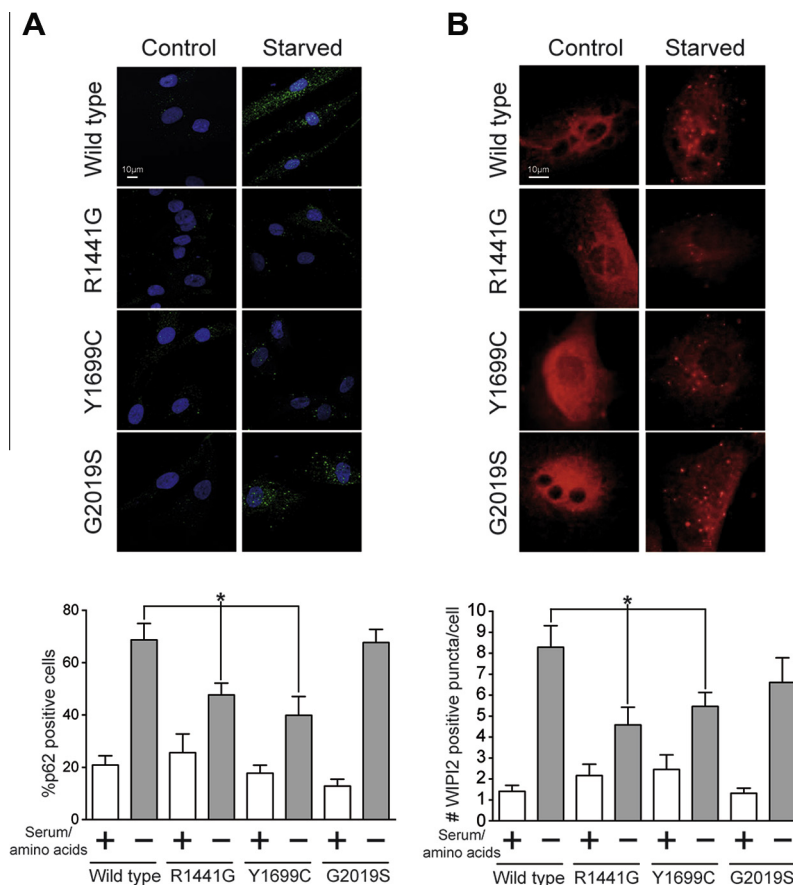 A
Control Starved
Wild type
10µm
R1441G
Y1699C
G2019S
%p62 positive cells
80
60
40
20
0
*
Serum/
amino acids
+ − + − + − + −
Wild type R1441G Y1699C G2019S
B
Control Starved
Wild type
10µm
R1441G
Y1699C
G2019S
# WIPI2 positive puncta/cell
10
9
8
7
6
5
4
3
2
1
0
*
Serum/
amino acids
+ − + − + − + −
Wild type R1441G Y1699C G2019S